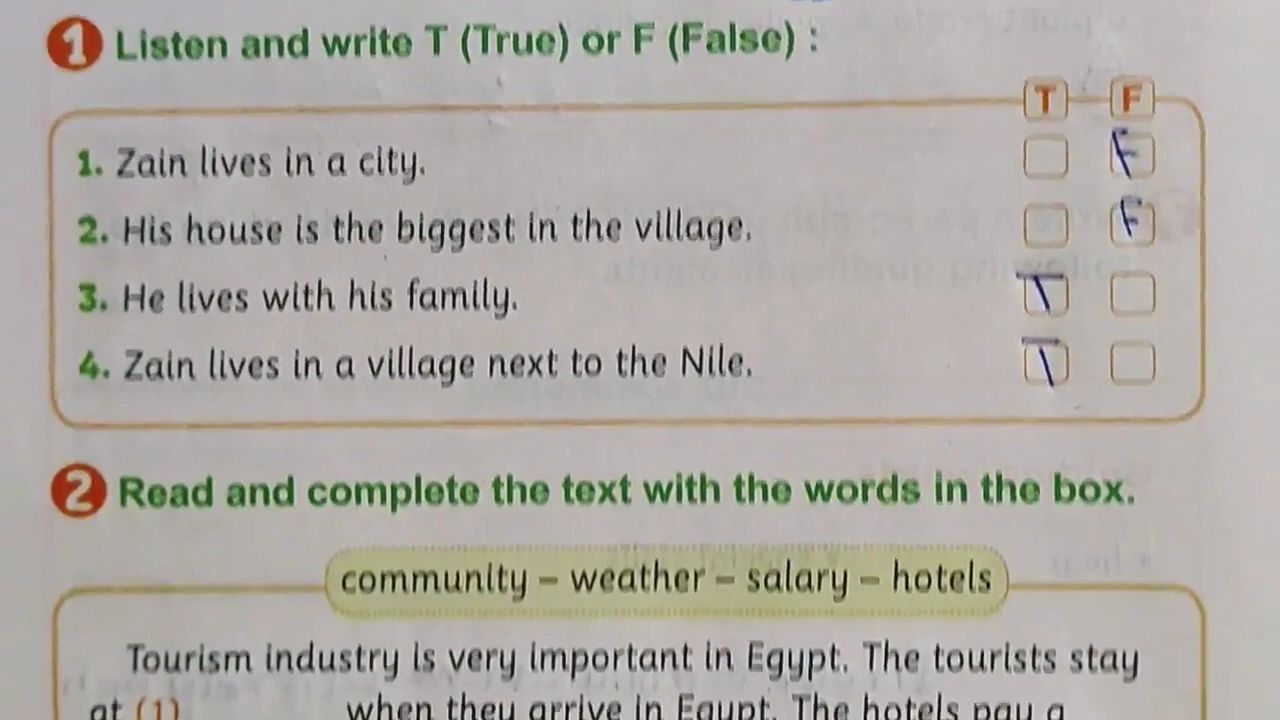 1 Listen and write T (True) or F (False) :
T F
1. Zain lives in a city. F
2. His house is the biggest in the village. F
3. He lives with his family. T
4. Zain lives in a village next to the Nile. T
2 Read and complete the text with the words in the box.
community – weather – salary – hotels
Tourism industry is very important in Egypt. The tourists stay
at (1) when they arrive in Egypt. The hotels pay a